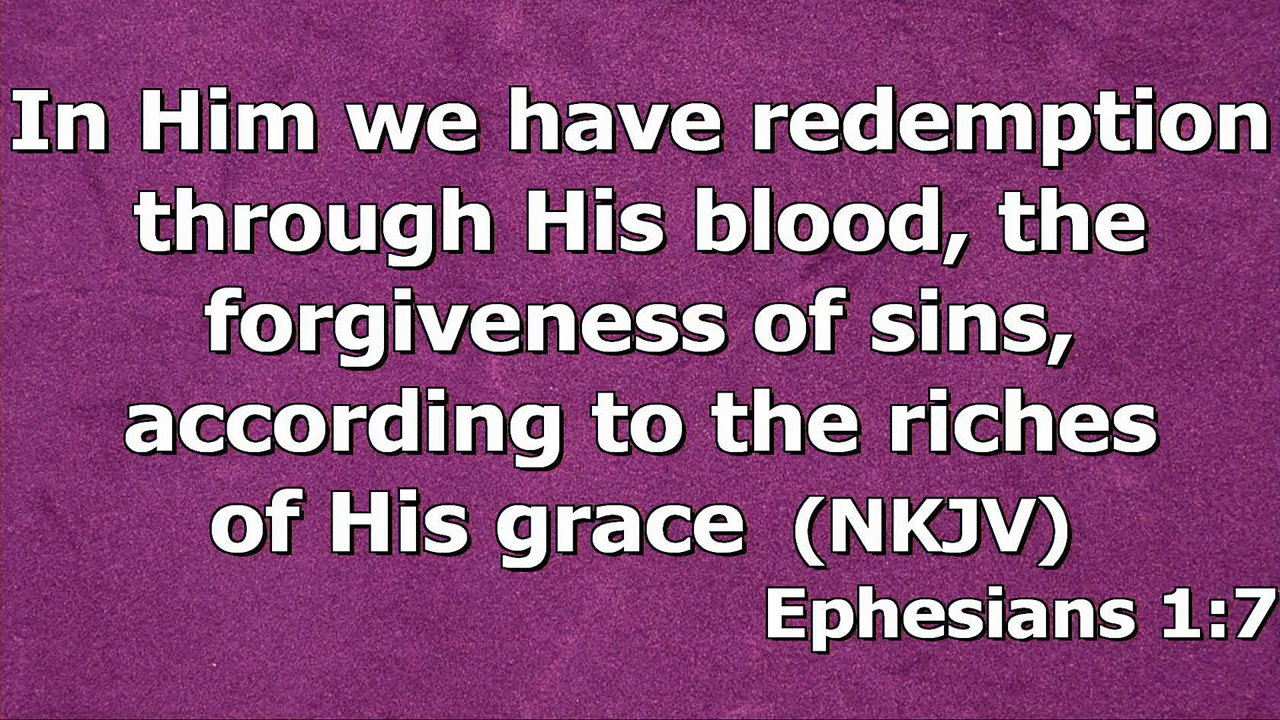 In Him we have redemption
through His blood, the
forgiveness of sins,
according to the riches
of His grace (NKJV)
Ephesians 1:7